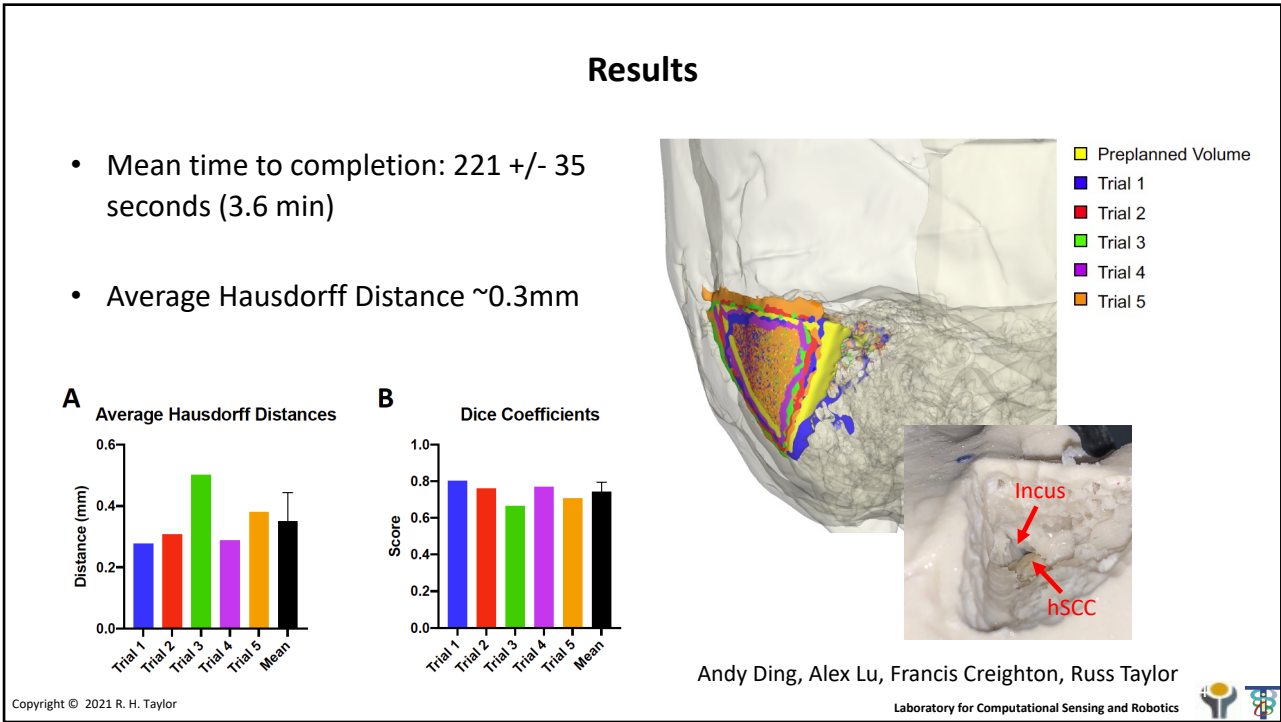 Results
• Mean time to completion: 221 +/- 35
seconds (3.6 min)
• Average Hausdorff Distance ~0.3mm
A
Average Hausdorff Distances
0.6
0.4
0.2
0.0
Distance (mm)
Trial 1
Trial 2
Trial 3
Trial 4
Trial 5
Mean
B
Dice Coefficients
1.0
0.8
0.6
0.4
0.2
0.0
Score
Trial 1
Trial 2
Trial 3
Trial 4
Trial 5
Mean
Preplanned Volume
Trial 1
Trial 2
Trial 3
Trial 4
Trial 5
Incus
hSCC
Andy Ding, Alex Lu, Francis Creighton, Russ Taylor
Copyright © 2021 R. H. Taylor
Laboratory for Computational Sensing and Robotics